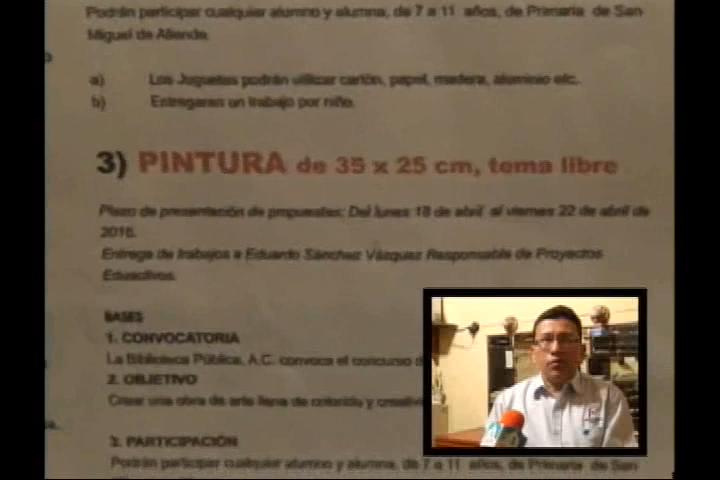 Podrán participar cualquier alumno y alumna, de 7 a 11 años, de Primaria de San
Miguel de Allende.
a) Los Juguetes podrán utilizar cartón, papel, madera, aluminio etc.
b) Entregaran un trabajo por niño.
3) PINTURA de 35 x 25 cm, tema libre
Plazo de presentación de propuestas: Del lunes 18 de abril al viernes 22 de abril de
2016.
Entrega de trabajos a Eduardo Sánchez Vázquez Responsable de Proyectos
Educativos.
BASES
1. CONVOCATORIA
La Biblioteca Pública, A.C. convoca el concurso
2. OBJETIVO
Crear una obra de arte llena de colorido y
3. PARTICIPACIÓN
Podrán participar cualquier alumno y alumna, de 7 a 11 años, de Primaria de San